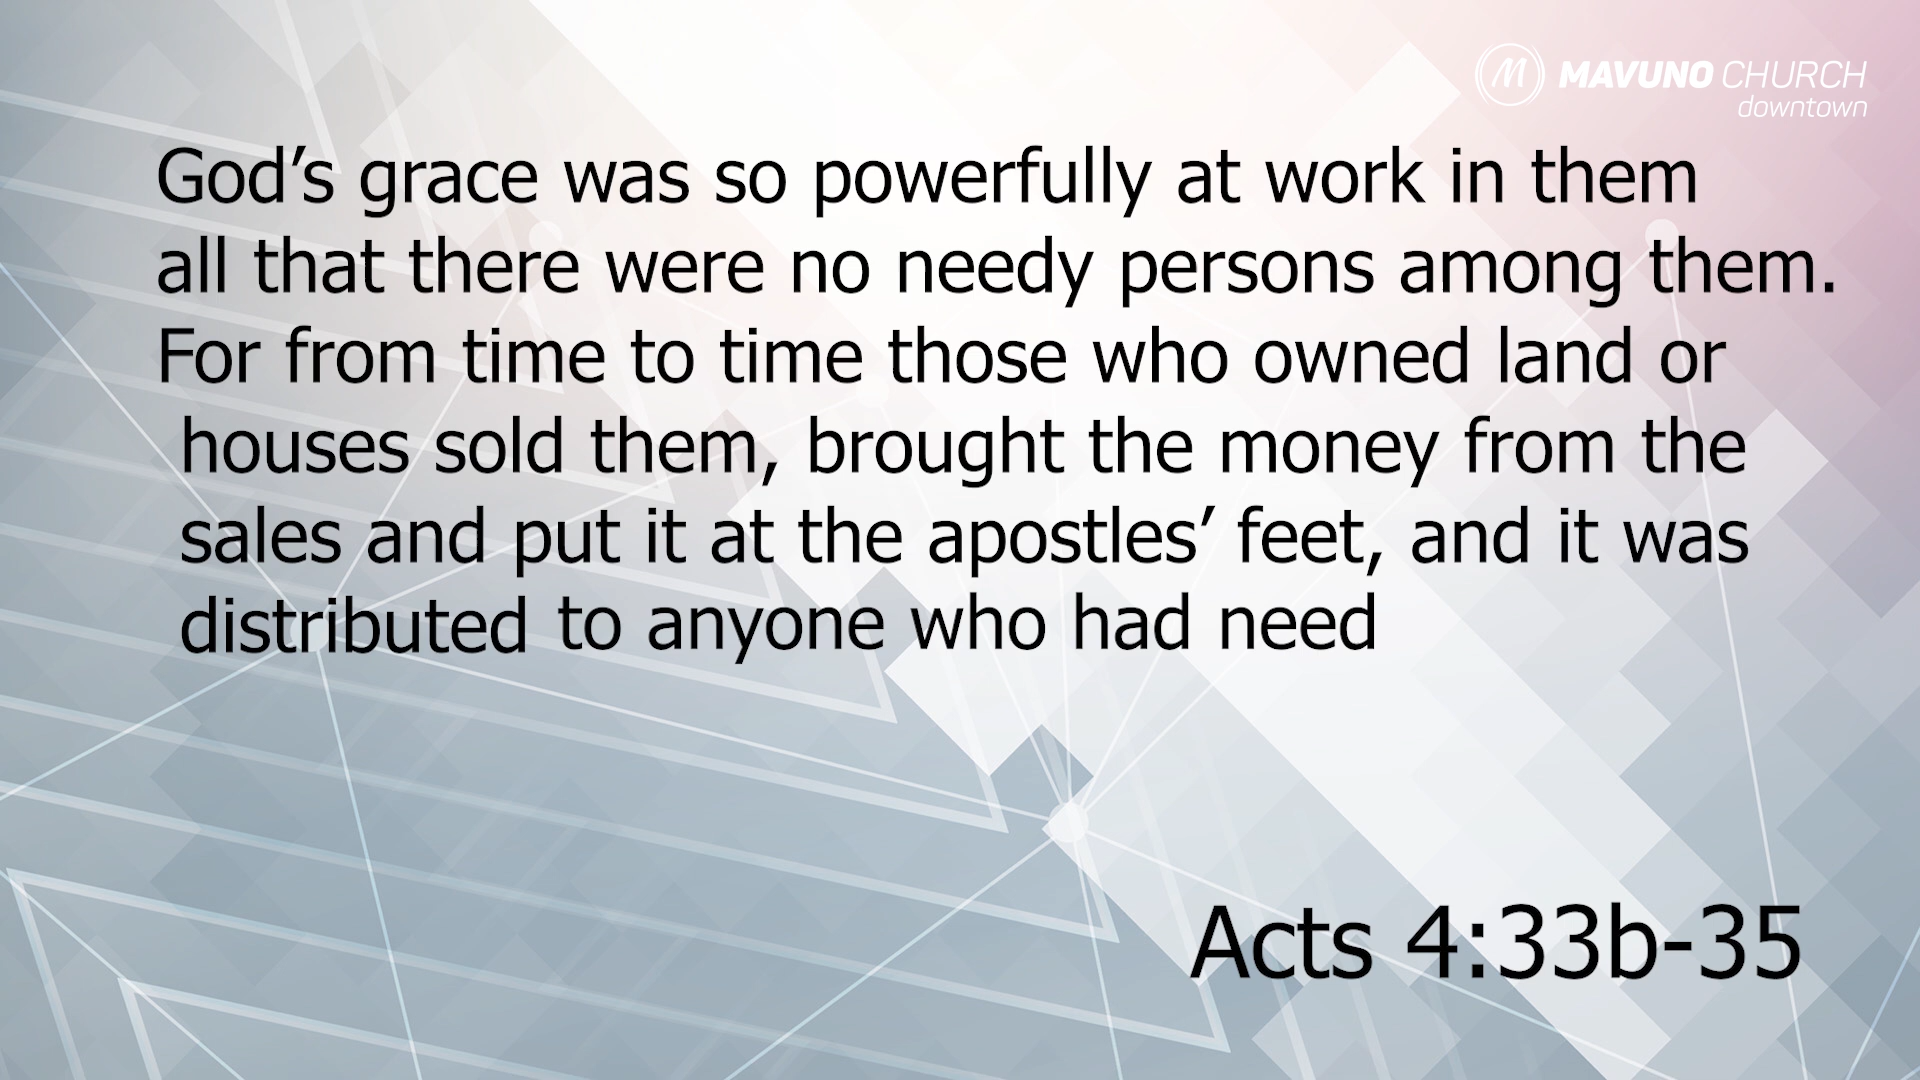 MAVUNO CHURCH
downtown
God’s grace was so powerfully at work in them
all that there were no needy persons among them.
For from time to time those who owned land or
houses sold them, brought the money from the
sales and put it at the apostles’ feet, and it was
distributed to anyone who had need
Acts 4:33b-35